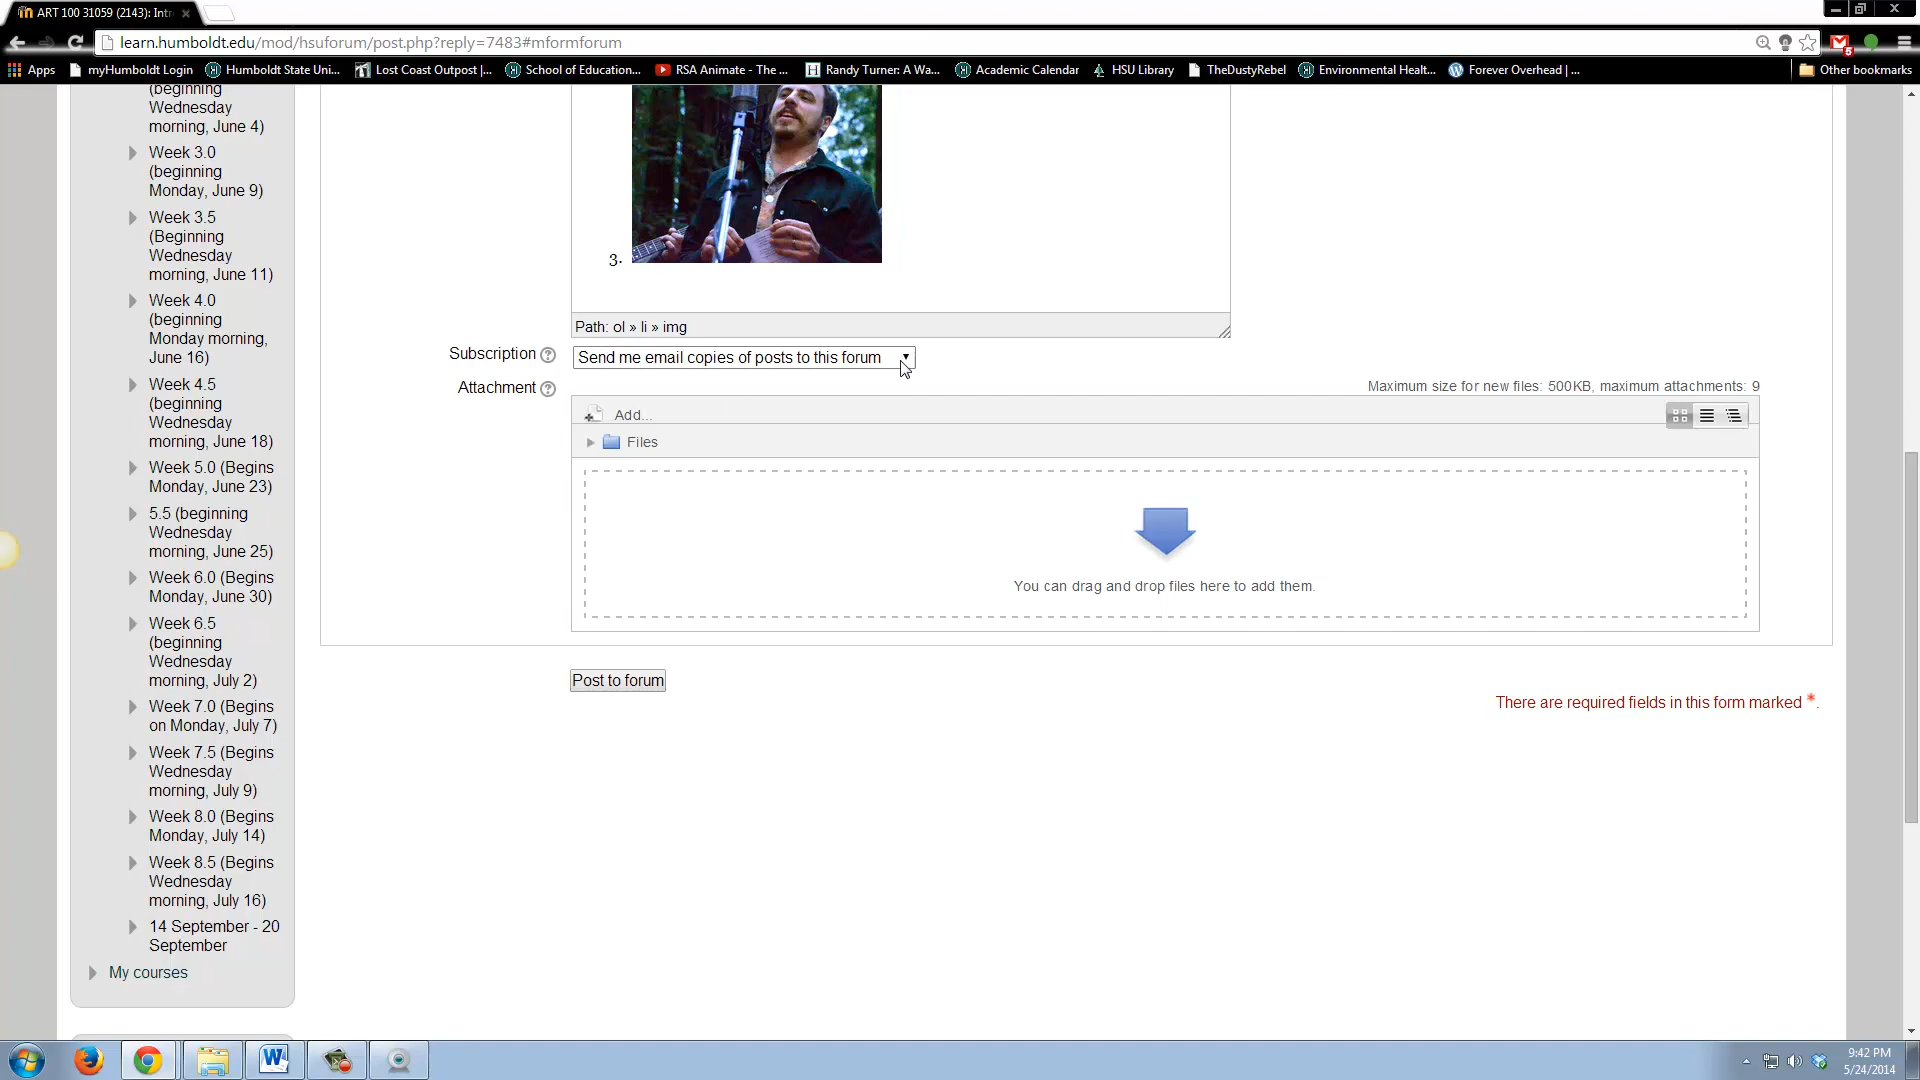 ART 100 31059 (2143): Intr
learn.humboldt.edu/mod/hsuforum/post.php?reply=7483#mformforum
5
Apps myHumboldt Login Humboldt State Uni... Lost Coast Outpost |... School of Education... RSA Animate - The ... Randy Turner: A Wa... Academic Calendar HSU Library TheDustyRebel Environmental Healt... Forever Overhead | ... Other bookmarks
(beginning
Wednesday
morning, June 4)
Week 3.0
(beginning
Monday, June 9)
Week 3.5
(Beginning
Wednesday
morning, June 11)
Week 4.0
(beginning
Monday morning,
June 16)
Week 4.5
(beginning
Wednesday
morning, June 18)
Week 5.0 (Begins
Monday, June 23)
5.5 (beginning
Wednesday
morning, June 25)
Week 6.0 (Begins
Monday, June 30)
Week 6.5
(beginning
Wednesday
morning, July 2)
Week 7.0 (Begins
on Monday, July 7)
Week 7.5 (Begins
Wednesday
morning, July 9)
Week 8.0 (Begins
Monday, July 14)
Week 8.5 (Begins
Wednesday
morning, July 16)
14 September - 20
September
My courses
3.
Path: ol » li » img
Subscription Send me email copies of posts to this forum
Attachment
Maximum size for new files: 500KB, maximum attachments: 9
Add...
Files
You can drag and drop files here to add them.
Post to forum
There are required fields in this form marked *.
9:42 PM
5/24/2014